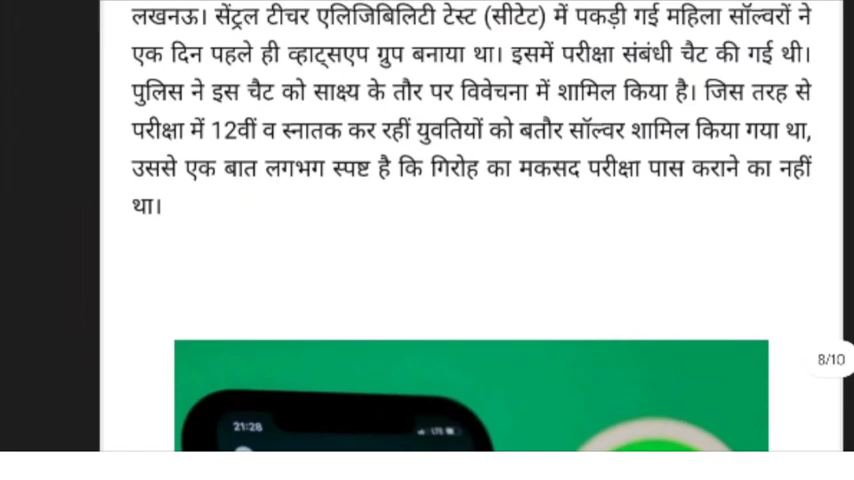 लखनऊ। सेंट्रल टीचर एलिजिबिलिटी टेस्ट (सीटेट) में पकड़ी गई महिला सॉल्वरों ने
एक दिन पहले ही व्हाट्सएप ग्रुप बनाया था। इसमें परीक्षा संबंधी चैट की गई थी।
पुलिस ने इस चैट को साक्ष्य के तौर पर विवेचना में शामिल किया है। जिस तरह से
परीक्षा में 12वीं व स्नातक कर रहीं युवतियों को बतौर सॉल्वर शामिल किया गया था,
उससे एक बात लगभग स्पष्ट है कि गिरोह का मकसद परीक्षा पास कराने का नहीं
था।
8/10
21:28
LTE